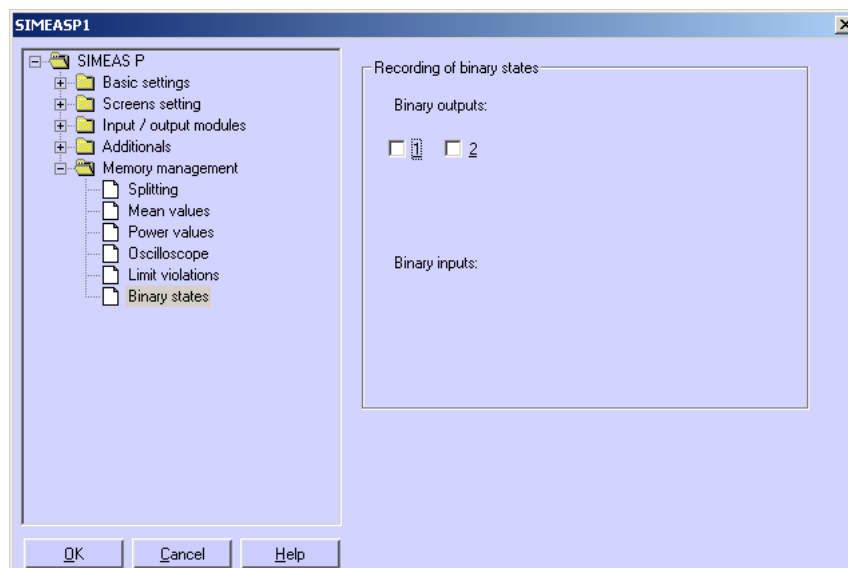 SIMEASP1
SIMEAS P
Basic settings
Screens setting
Input / output modules
Additionals
Memory management
Splitting
Mean values
Power values
Oscilloscope
Limit violations
Binary states
Recording of binary states
Binary outputs:
1 2
Binary inputs:
OK Cancel Help